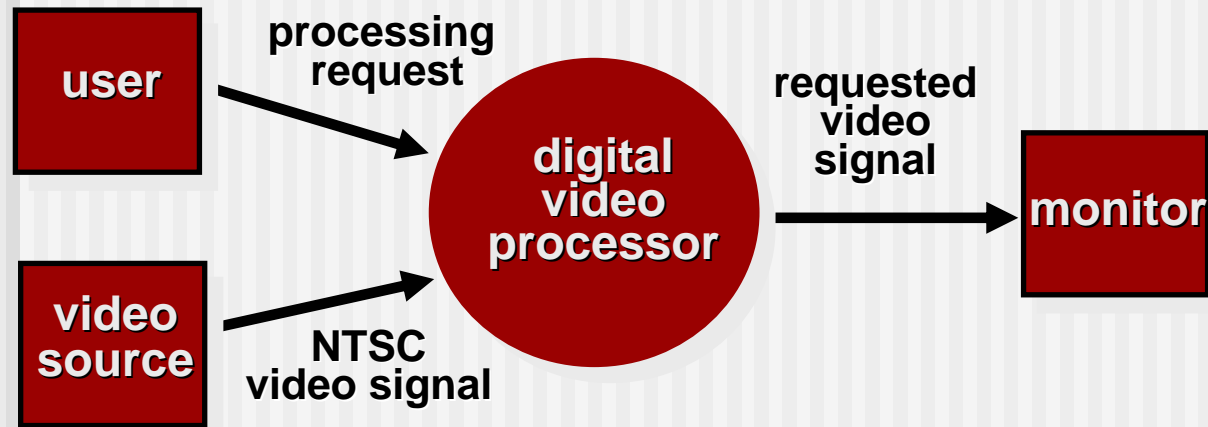 user
processing
request
digital
video
processor
requested
video
signal
monitor
video
source
NTSC
video signal